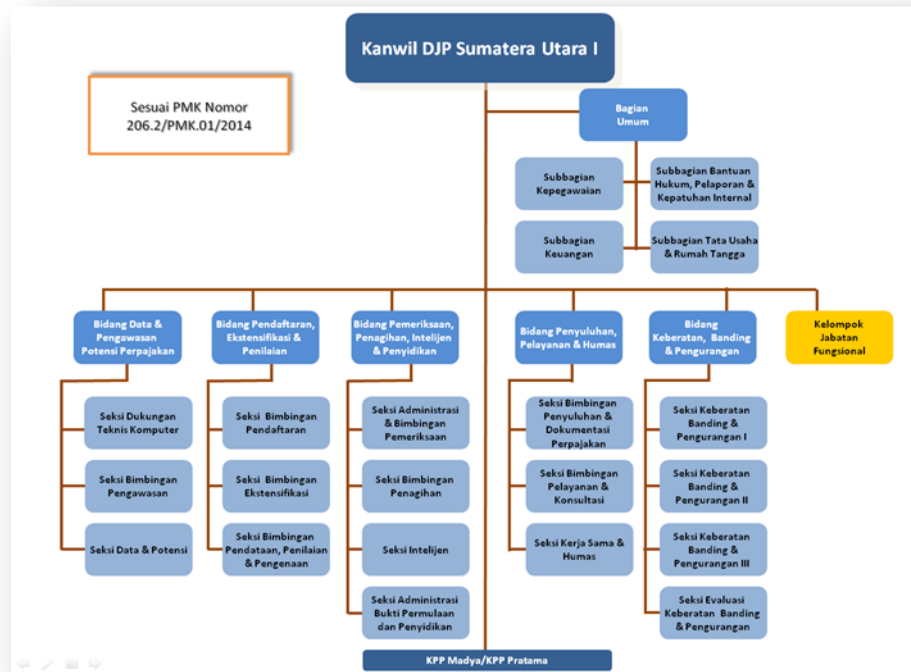 Kanwil DJP Sumatera Utara I
Sesuai PMK Nomor
206.2/PMK.01/2014
Bagian
Umum
Subbagian
Kepegawaian
Subbagian Bantuan
Hukum, Pelaporan &
Kepatuhan Internal
Subbagian
Keuangan
Subbagian Tata Usaha
& Rumah Tangga
Bidang Data &
Pengawasan
Potensi Perpajakan
Bidang Pendaftaran,
Ekstensifikasi &
Penilaian
Bidang Pemeriksaan,
Penagihan, Intelijen
& Penyidikan
Bidang Penyuluhan,
Pelayanan & Humas
Bidang
Keberatan, Banding
& Pengurangan
Kelompok
Jabatan
Fungsional
Seksi Dukungan
Teknis Komputer
Seksi Bimbingan
Pengawasan
Seksi Data & Potensi
Seksi Bimbingan
Pendaftaran
Seksi Bimbingan
Ekstensifikasi
Seksi Bimbingan
Pendataan, Penilaian
& Pengenaan
Seksi Administrasi
& Bimbingan
Pemeriksaan
Seksi Bimbingan
Penagihan
Seksi Intelijen
Seksi Administrasi
Bukti Permulaan
dan Penyidikan
Seksi Bimbingan
Penyuluhan &
Dokumentasi
Perpajakan
Seksi Bimbingan
Pelayanan &
Konsultasi
Seksi Kerja Sama &
Humas
Seksi Keberatan
Banding &
Pengurangan I
Seksi Keberatan
Banding &
Pengurangan II
Seksi Keberatan
Banding &
Pengurangan III
Seksi Evaluasi
Keberatan Banding
& Pengurangan
KPP Madya/KPP Pratama